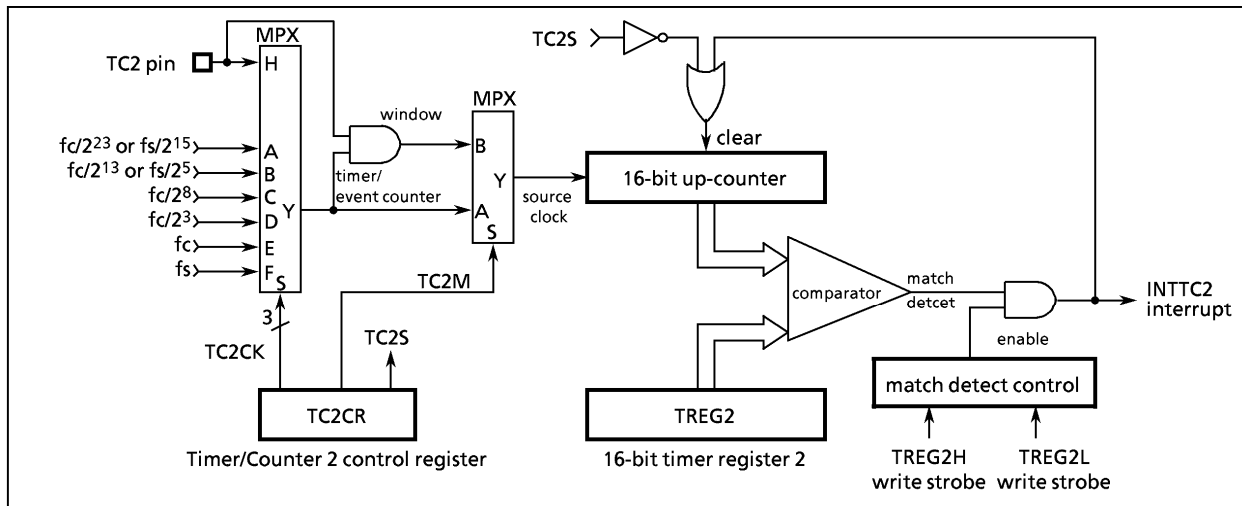 MPX
TC2S
TC2 pin
H
MPX
window
clear
fc/2²³ or fs/2¹⁵
A
B
fc/2¹³ or fs/2⁵
B
timer/
event counter
Y
16-bit up-counter
fc/2⁸
C
Y
source
clock
fc/2³
D
A
fc
E
S
fs
F
S
TC2M
comparator
match
detcet
INTTC2
interrupt
3
TC2CK
TC2S
enable
TC2CR
TREG2
match detect control
Timer/Counter 2 control register
16-bit timer register 2
TREG2H
write strobe
TREG2L
write strobe